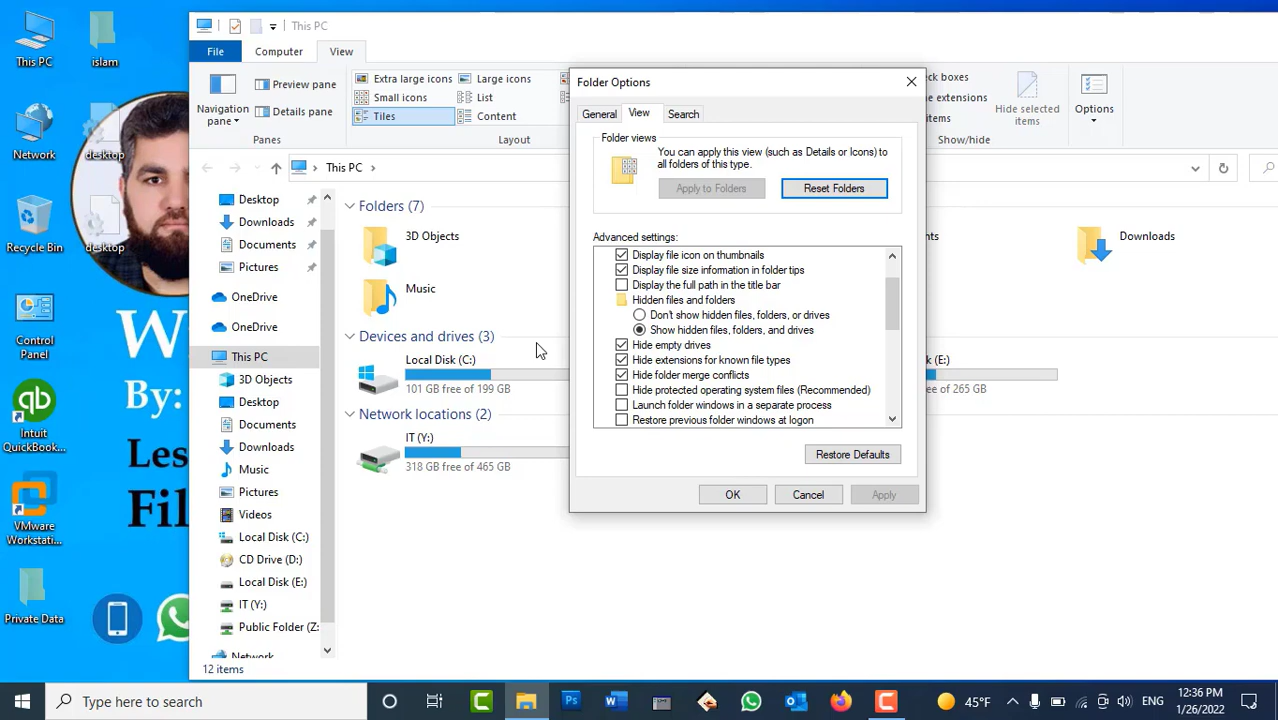 This PC
islam
This PC
File
Computer
View
Navigation
pane
Preview pane
Details pane
Panes
Extra large icons
Large icons
Small icons
List
Tiles
Content
Layout
eck boxes
e extensions
Hide selected
items
Show/hide
Options
This PC
Folder Options
General
View
Search
Folder views
You can apply this view (such as Details or Icons) to
all folders of this type.
Apply to Folders
Reset Folders
Advanced settings:
Display file icon on thumbnails
Display file size information in folder tips
Display the full path in the title bar
Hidden files and folders
Don't show hidden files, folders, or drives
Show hidden files, folders, and drives
Hide empty drives
Hide extensions for known file types
Hide folder merge conflicts
Hide protected operating system files (Recommended)
Launch folder windows in a separate process
Restore previous folder windows at logon
Restore Defaults
OK
Cancel
Apply
Network
desktop
Recycle Bin
desktop
Control
Panel
Intuit
QuickBook...
VMware
Workstati...
Private Data
W
By:
Les
Fil
Desktop
Downloads
Documents
Pictures
OneDrive
OneDrive
This PC
3D Objects
Desktop
Documents
Downloads
Music
Pictures
Videos
Local Disk (C:)
CD Drive (D:)
Local Disk (E:)
IT (Y:)
Public Folder (Z:
Network
Folders (7)
3D Objects
Music
nts
Downloads
Devices and drives (3)
Local Disk (C:)
101 GB free of 199 GB
(E:)
ee of 265 GB
Network locations (2)
IT (Y:)
318 GB free of 465 GB
12 items
Type here to search
45°F
ENG
12:36 PM
1/26/2022